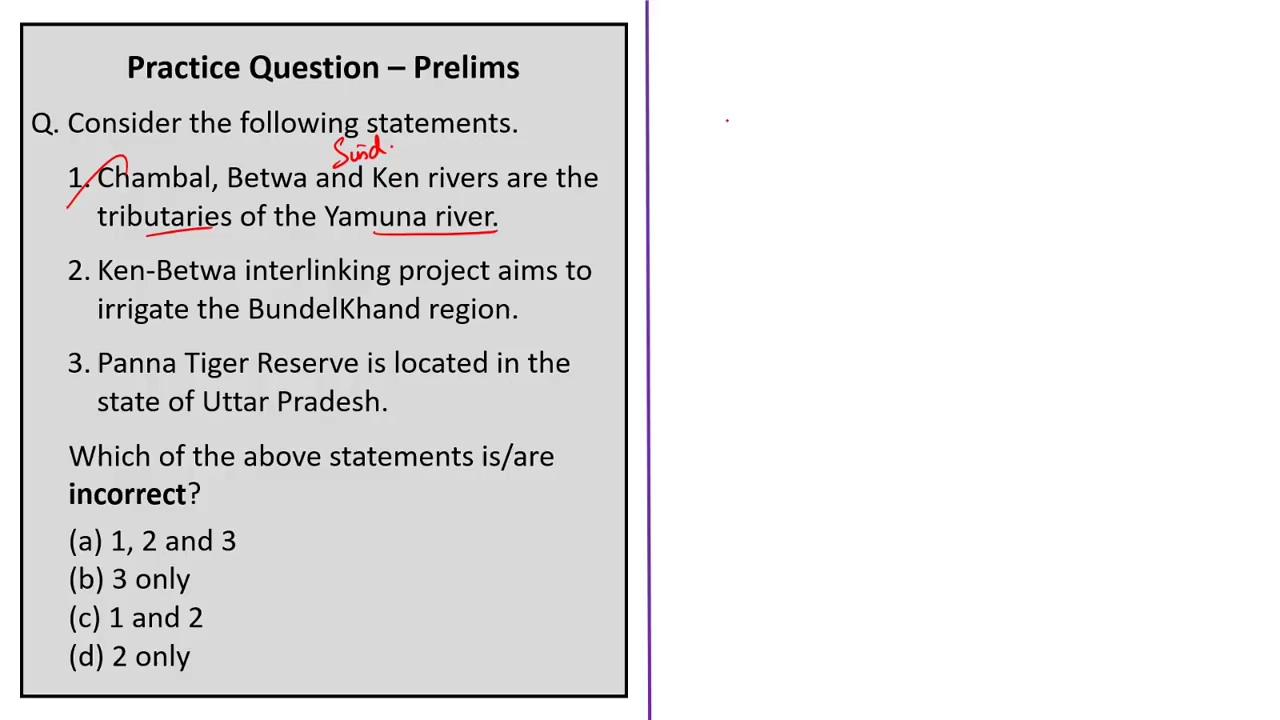 Practice Question – Prelims
Q. Consider the following statements.
Sind.
1. Chambal, Betwa and Ken rivers are the
tributaries of the Yamuna river.
2. Ken-Betwa interlinking project aims to
irrigate the BundelKhand region.
3. Panna Tiger Reserve is located in the
state of Uttar Pradesh.
Which of the above statements is/are
incorrect?
(a) 1, 2 and 3
(b) 3 only
(c) 1 and 2
(d) 2 only